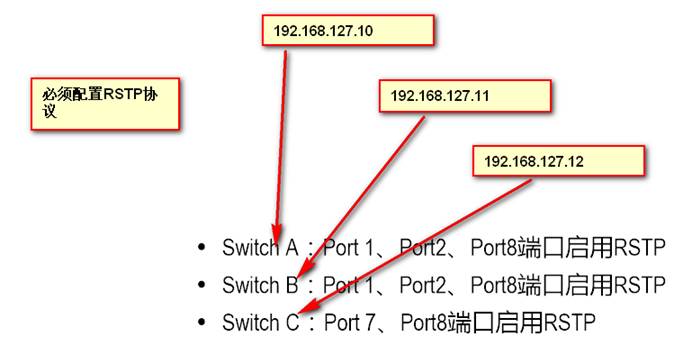 192.168.127.10
必须配置RSTP协
议
192.168.127.11
192.168.127.12
• Switch A：Port 1、Port2、Port8端口启用RSTP
• Switch B：Port 1、Port2、Port8端口启用RSTP
• Switch C：Port 7、Port8端口启用RSTP